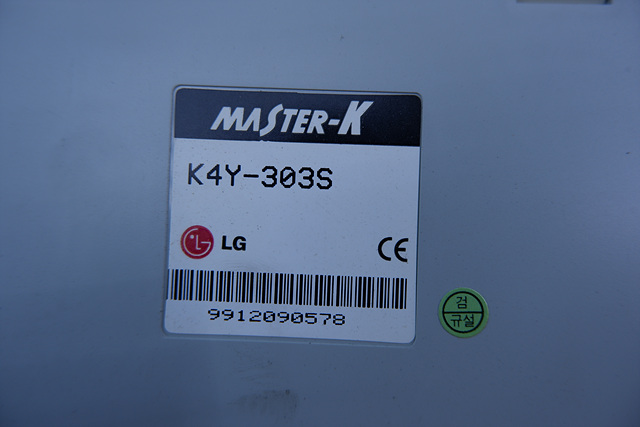 MASTER-K
K4Y-303S
LG
CE
9912090578
검
규설